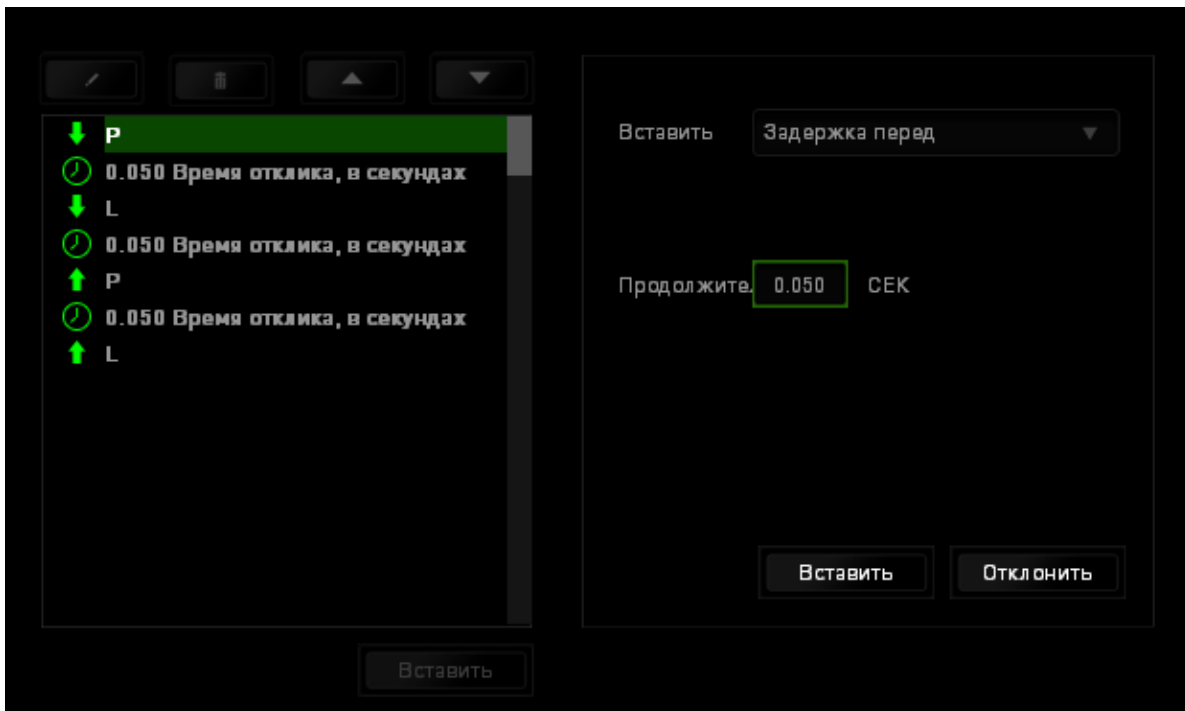 P
0.050 Время отклика, в секундах
L
0.050 Время отклика, в секундах
P
0.050 Время отклика, в секундах
L
Вставить
Вставить Задержка перед
Продолжите 0.050 СЕК
Вставить Отклонить